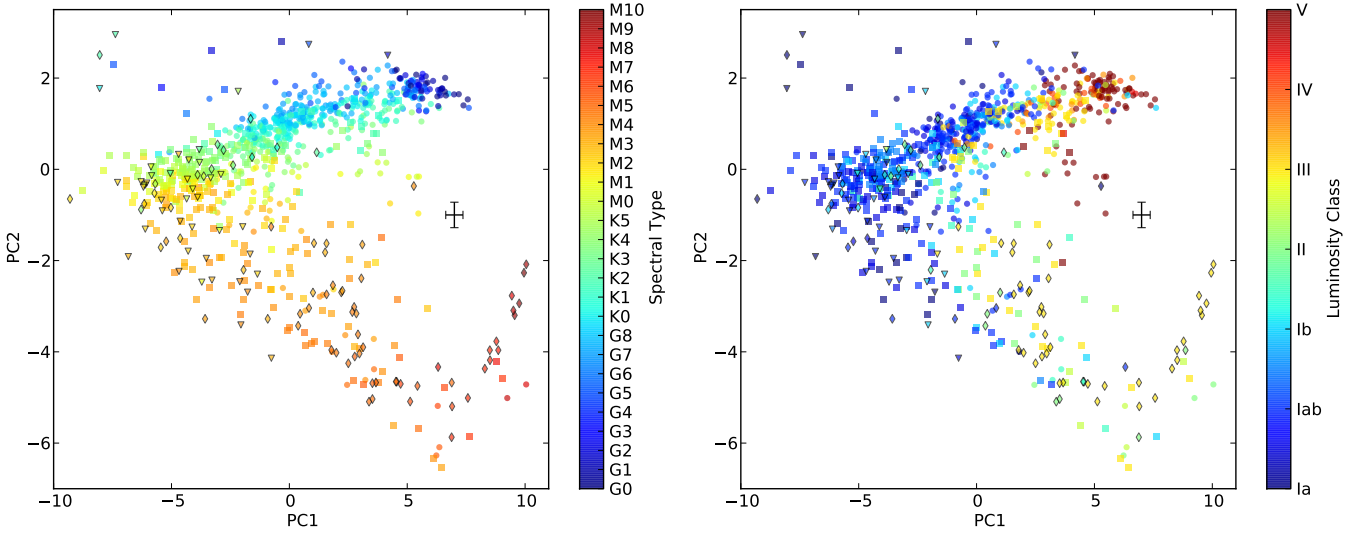 2
0
−2
−4
−6
PC2
−10
−5
0
5
10
PC1
M10
M9
M8
M7
M6
M5
M4
M3
M2
M1
M0
K5
K4
K3
K2
K1
K0
G8
G7
G6
G5
G4
G3
G2
G1
G0
Spectral Type
2
0
−2
−4
−6
PC2
−10
−5
0
5
10
PC1
V
IV
III
II
Ib
Iab
Ia
Luminosity Class